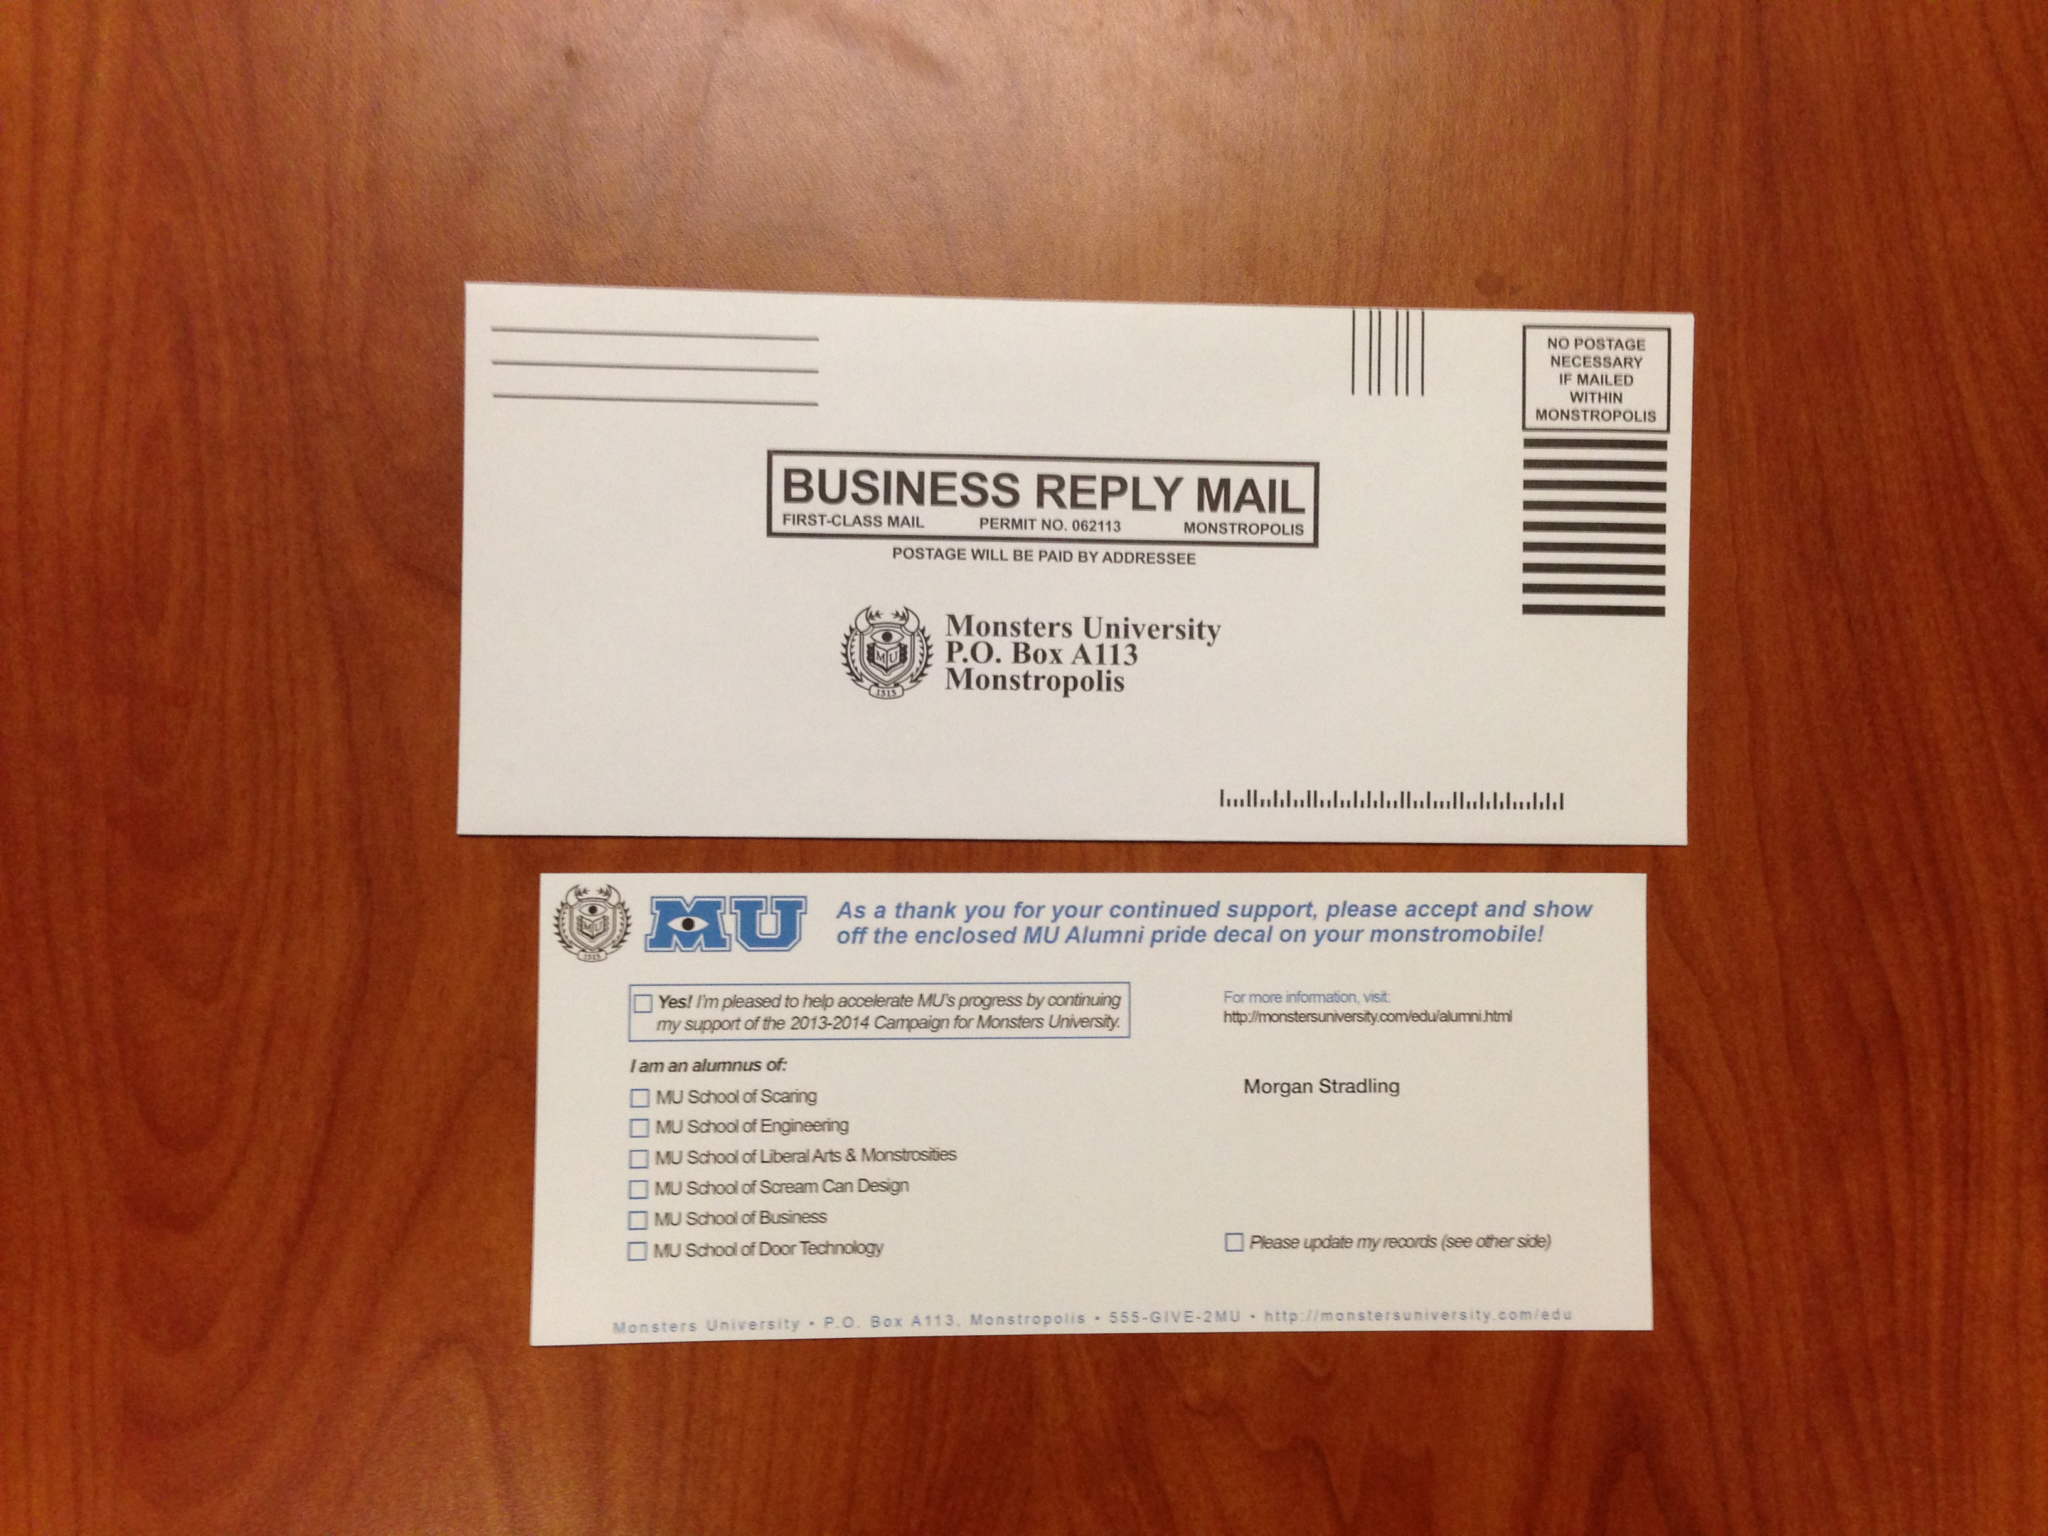 NO POSTAGE
NECESSARY
IF MAILED
WITHIN
MONSTROPOLIS
BUSINESS REPLY MAIL
FIRST-CLASS MAIL PERMIT NO. 062113 MONSTROPOLIS
POSTAGE WILL BE PAID BY ADDRESSEE
MU
1313
Monsters University
P.O. Box A113
Monstropolis
MU
1313
MU
As a thank you for your continued support, please accept and show
off the enclosed MU Alumni pride decal on your monstromobile!
Yes! I'm pleased to help accelerate MU's progress by continuing
my support of the 2013-2014 Campaign for Monsters University.
I am an alumnus of:
MU School of Scaring
MU School of Engineering
MU School of Liberal Arts & Monstrosities
MU School of Scream Can Design
MU School of Business
MU School of Door Technology
For more information, visit:
http://monstersuniversity.com/edu/alumni.html
Morgan Stradling
Please update my records (see other side)
Monsters University • P.O. Box A113, Monstropolis • 555-GIVE-2MU • http://monstersuniversity.com/edu